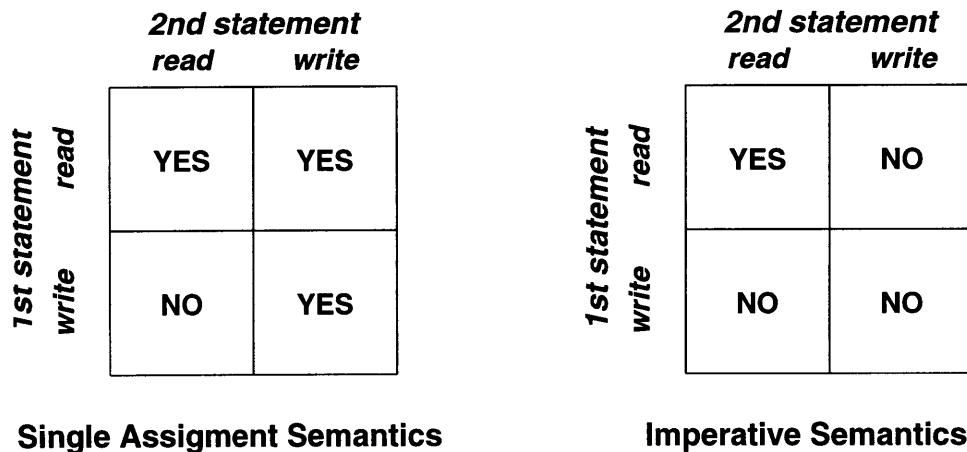 2nd statement
read write
1st statement
read
write
YES YES
NO YES
Single Assigment Semantics
2nd statement
read write
1st statement
read
write
YES NO
NO NO
Imperative Semantics